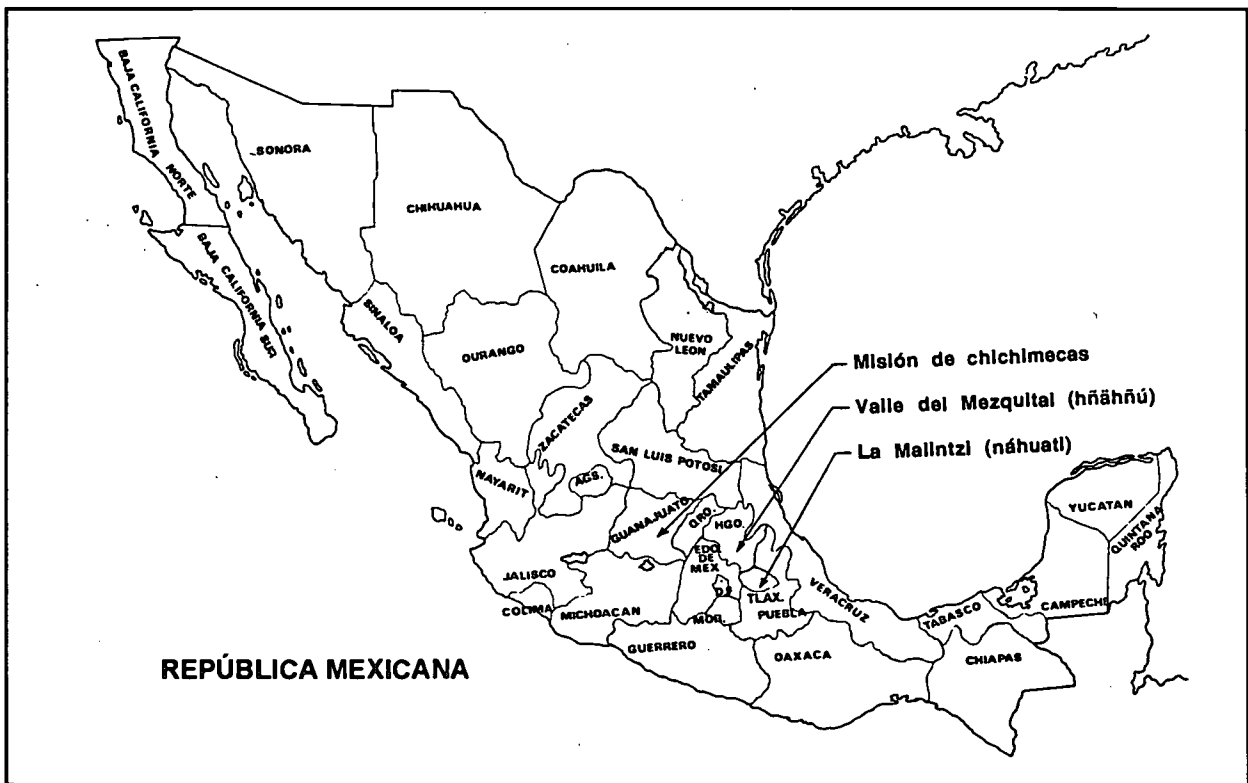 BAJA CALIFORNIA NORTE
SONORA
CHIHUAHUA
COAHUILA
BAJA CALIFORNIA SUR
SINALOA
DURANGO
NUEVO
LEON
TAMAULIPAS
Misión de chichimecas
Valle del Mezquital (hñähñú)
La Malintzi (náhuatl)
ZACATECAS
SAN LUIS POTOSI
NAYARIT
AGS.
GUANAJUATO
QRO.
HGO.
EDO.
DE
MEX
D.F.
TLAX.
JALISCO
COLIMA
MICHOACAN
MOR.
PUEBLA
VERACRUZ
GUERRERO
OAXACA
TABASCO
CHIAPAS
CAMPECHE
YUCATAN
QUINTANA
ROO
REPÚBLICA MEXICANA